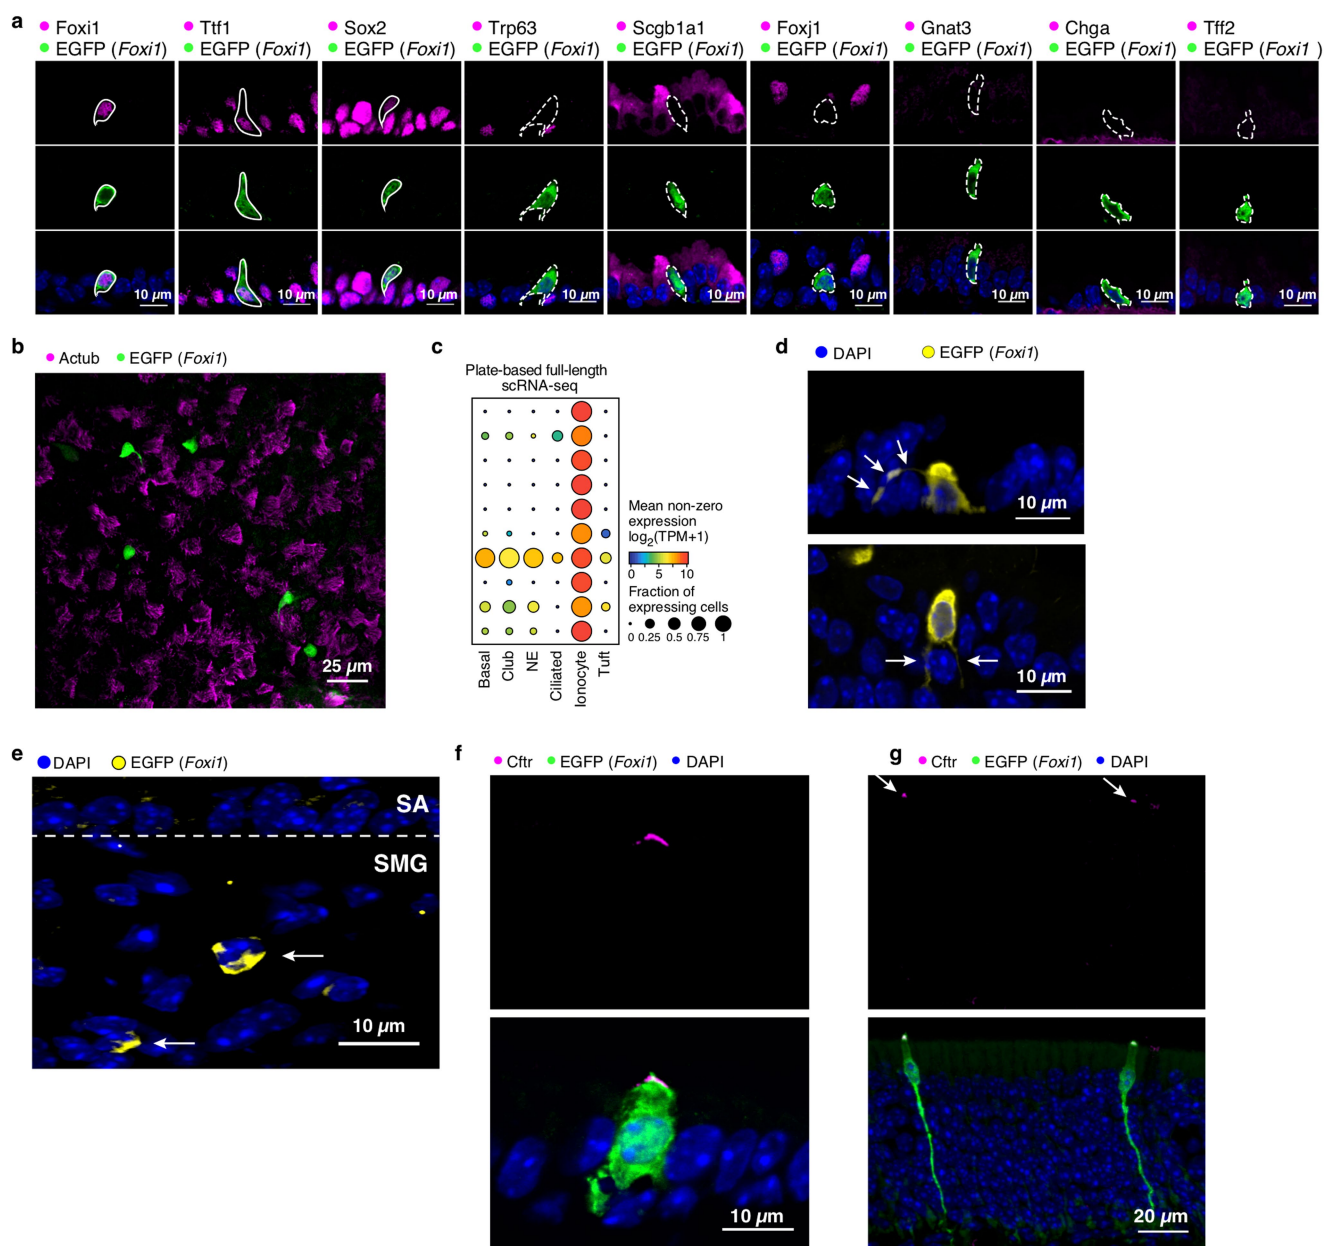 a
Foxi1
EGFP (Foxi1)
Ttf1
EGFP (Foxi1)
Sox2
EGFP (Foxi1)
Trp63
EGFP (Foxi1)
Scgb1a1
EGFP (Foxi1)
Foxj1
EGFP (Foxi1)
Gnat3
EGFP (Foxi1)
Chga
EGFP (Foxi1)
Tff2
EGFP (Foxi1 )
10 µm
10 µm
10 µm
10 µm
10 µm
10 µm
10 µm
10 µm
10 µm
b
Actub EGFP (Foxi1)
25 µm
c
Plate-based full-length
scRNA-seq
Mean non-zero
expression
log2(TPM+1)
0 5 10
Fraction of
expressing cells
0 0.25 0.5 0.75 1
Basal
Club
NE
Ciliated
Ionocyte
Tuft
d
DAPI EGFP (Foxi1)
10 µm
10 µm
e
DAPI EGFP (Foxi1)
SA
SMG
10 µm
f
Cftr EGFP (Foxi1) DAPI
10 µm
g
Cftr EGFP (Foxi1) DAPI
20 µm